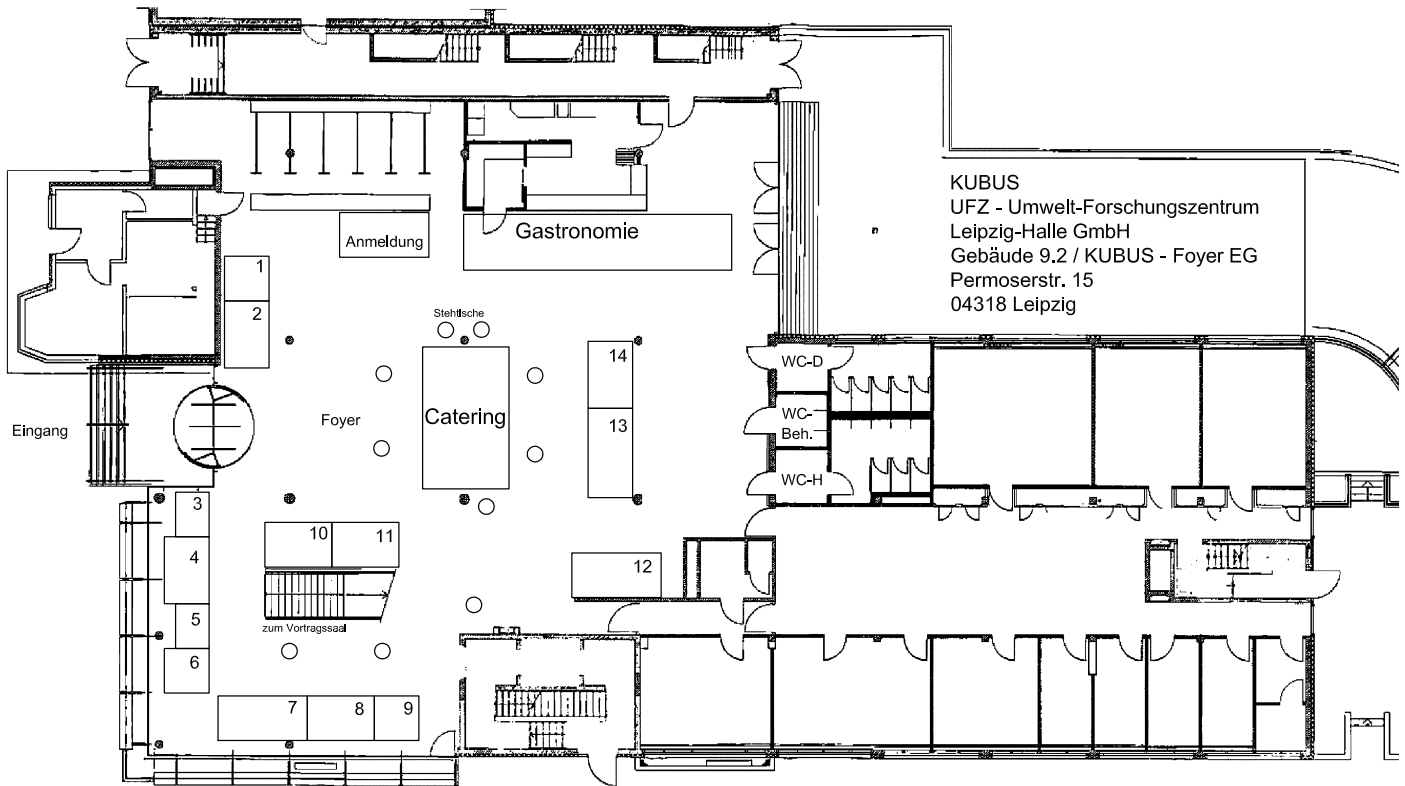 KUBUS
UFZ - Umwelt-Forschungszentrum
Leipzig-Halle GmbH
Gebäude 9.2 / KUBUS - Foyer EG
Permoserstr. 15
04318 Leipzig
Anmeldung
Gastronomie
1
2
Stehtische
14
WC-D
Eingang
Foyer
Catering
13
WC-
Beh.
WC-H
3
10
11
4
12
5
zum Vortragssaal
6
7
8
9